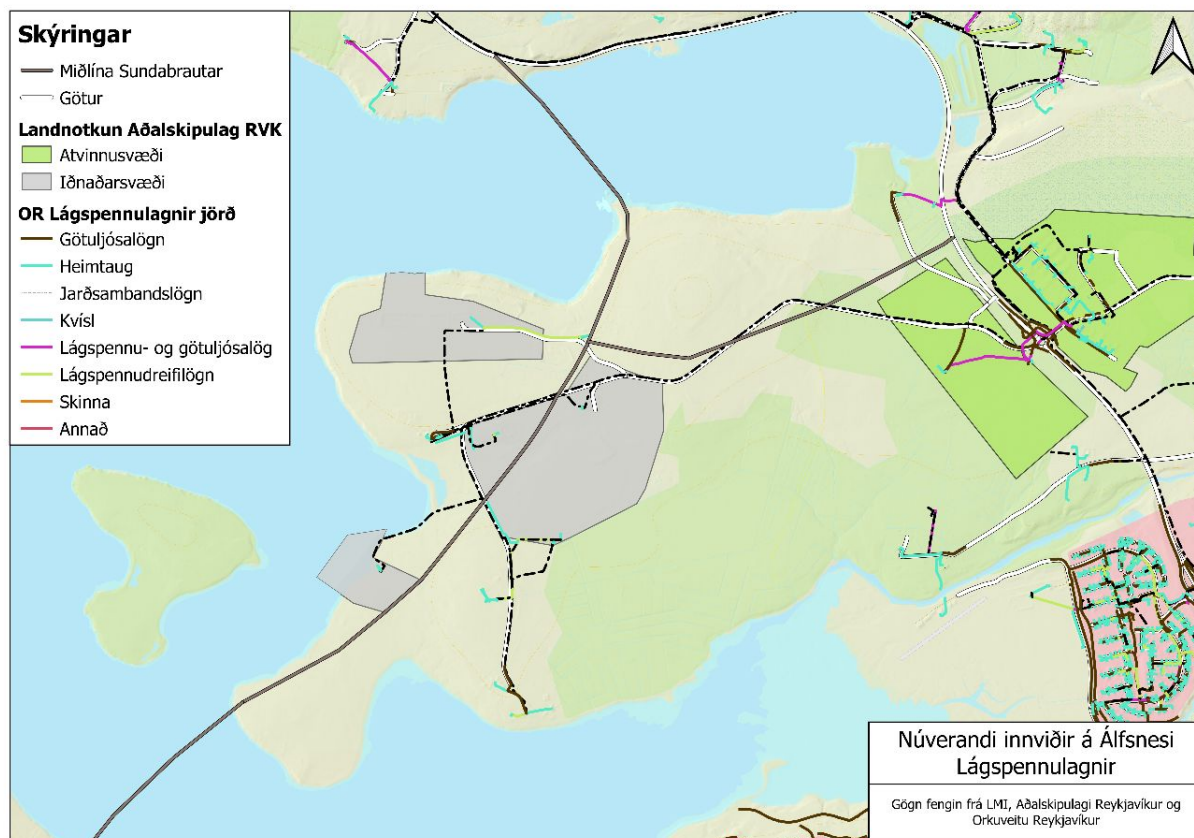 Skýringar
Miðlína Sundabrautar
Götur
Landnotkun Aðalskipulag RVK
Atvinnusvæði
Iðnaðarsvæði
OR Lágspennulagnir jörð
Götuljósalögn
Heimtaug
Jarðsambandslögn
Kvísl
Lágspennu- og götuljósalög
Lágspennudreifilögn
Skinna
Annað
Núverandi innviðir á Álfsnesi
Lágspennulagnir
Gögn fengin frá LMI, Aðalskipulagi Reykjavíkur og
Orkuveitu Reykjavíkur